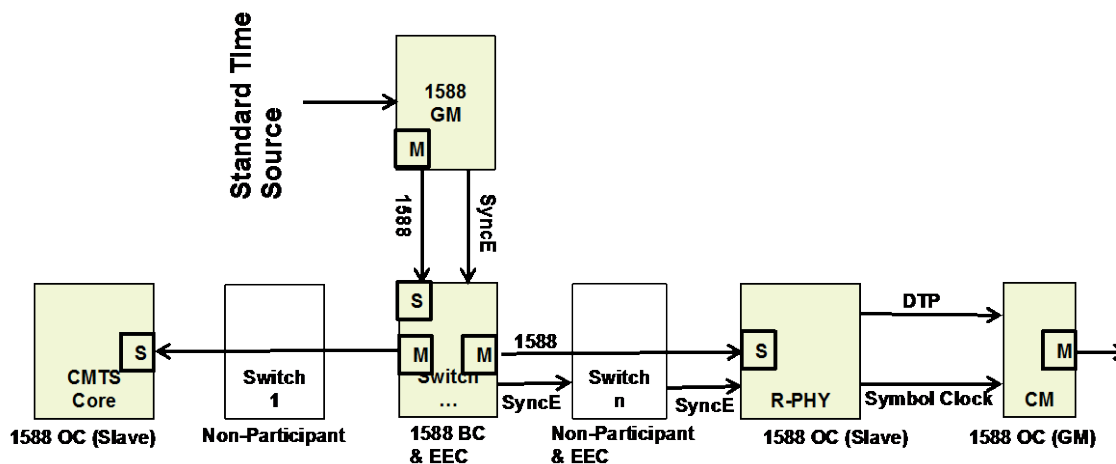 Standard Time
Source
1588
GM
M
1588
SyncE
S
M
M
Switch
...
1588 BC
& EEC
S
CMTS
Core
1588 OC (Slave)
Switch
1
Non-Participant
1588
SyncE
Switch
n
Non-Participant
& EEC
SyncE
S
R-PHY
1588 OC (Slave)
DTP
Symbol Clock
M
CM
1588 OC (GM)